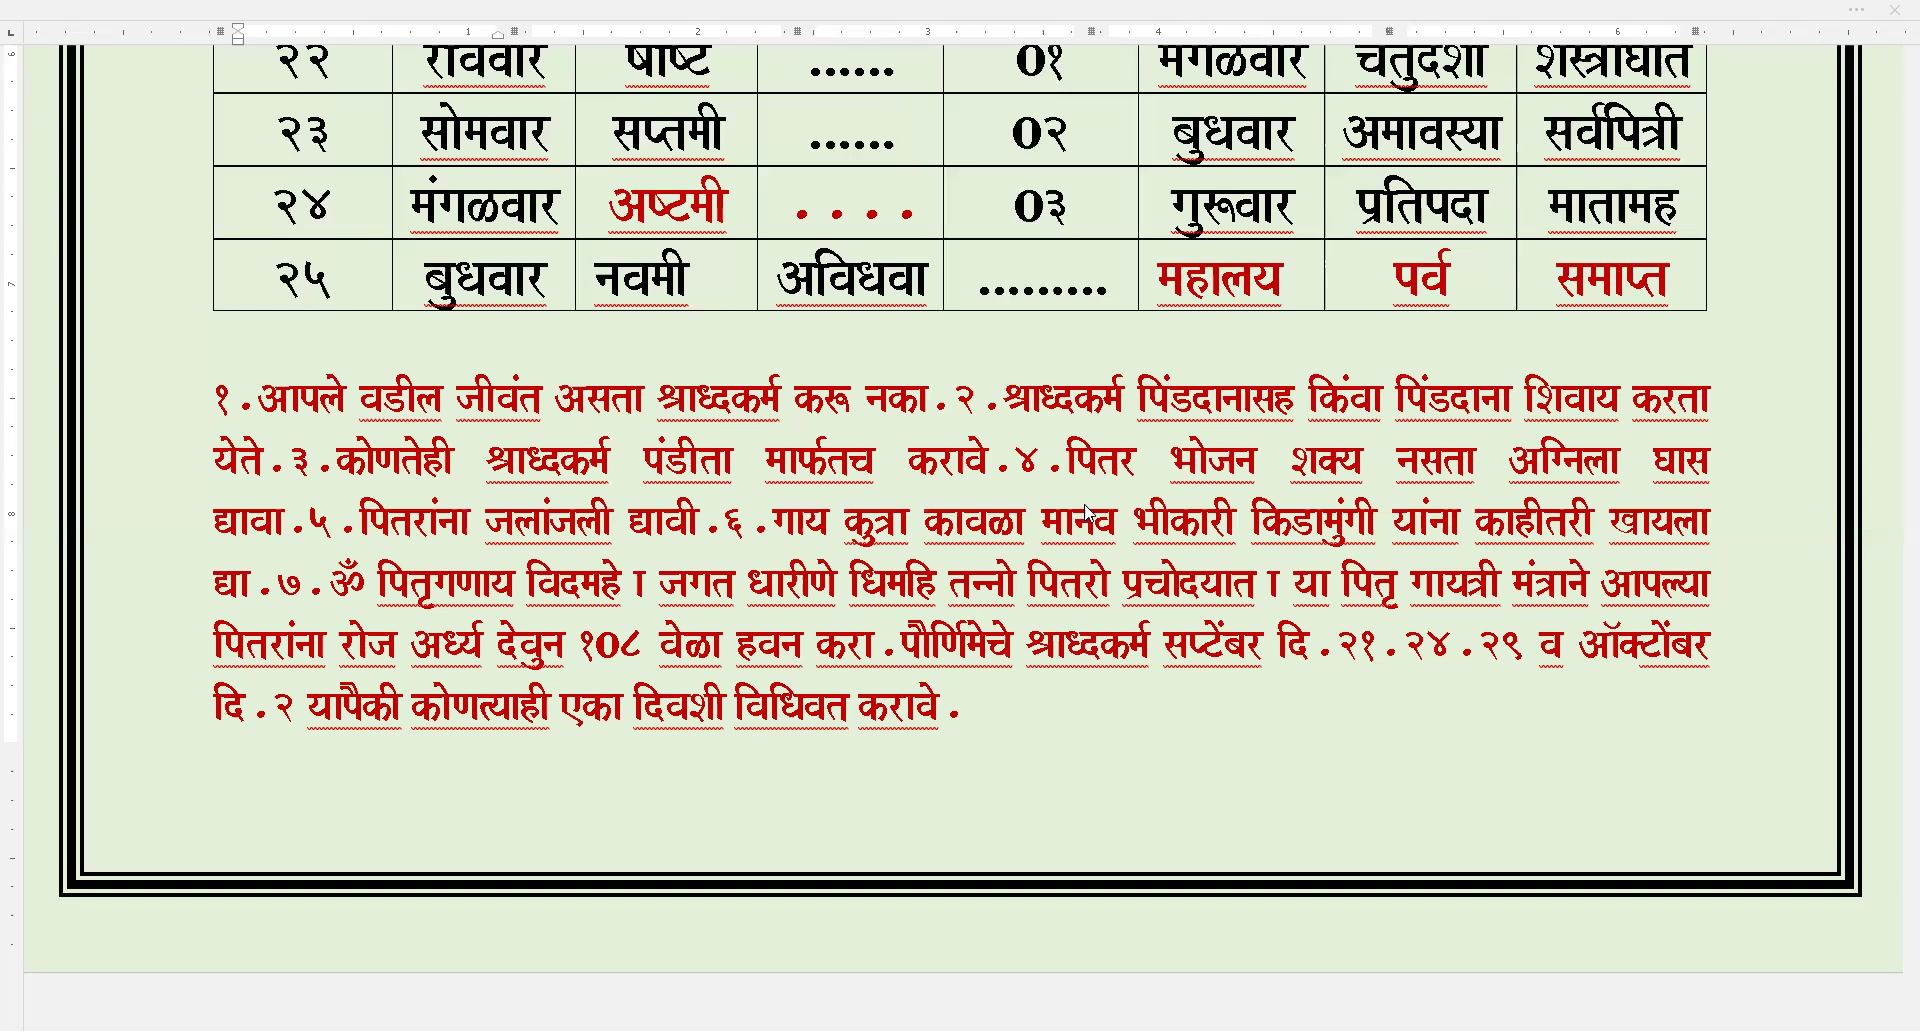 २२ रविवार षष्टि ...... 0१ मंगळवार चतुर्दशी शस्त्राघात
२३ सोमवार सप्तमी ...... 0२ बुधवार अमावस्या सर्वपित्री
२४ मंगळवार अष्टमी . . . . 0३ गुरूवार प्रतिपदा मातामह
२५ बुधवार नवमी अविधवा ......... महालय पर्व समाप्त
१.आपले वडील जीवंत असता श्राध्दकर्म करू नका.२.श्राध्दकर्म पिंडदानासह किंवा पिंडदाना शिवाय करता
येते.३.कोणतेही श्राध्दकर्म पंडीता मार्फतच करावे.४.पितर भोजन शक्य नसता अग्निला घास
द्यावा.५.पितरांना जलांजली द्यावी.६.गाय कुत्रा कावळा मानव भीकारी किडामुंगी यांना काहीतरी खायला
द्या.७.ॐ पितृगणाय विदमहे I जगत धारीणे धिमहि तन्नो पितरो प्रचोदयात I या पितृ गायत्री मंत्राने आपल्या
पितरांना रोज अर्ध्य देवुन १0८ वेळा हवन करा.पौर्णिमेचे श्राध्दकर्म सप्टेंबर दि.२१.२४.२९ व ऑक्टोंबर
दि.२ यापैकी कोणत्याही एका दिवशी विधिवत करावे.